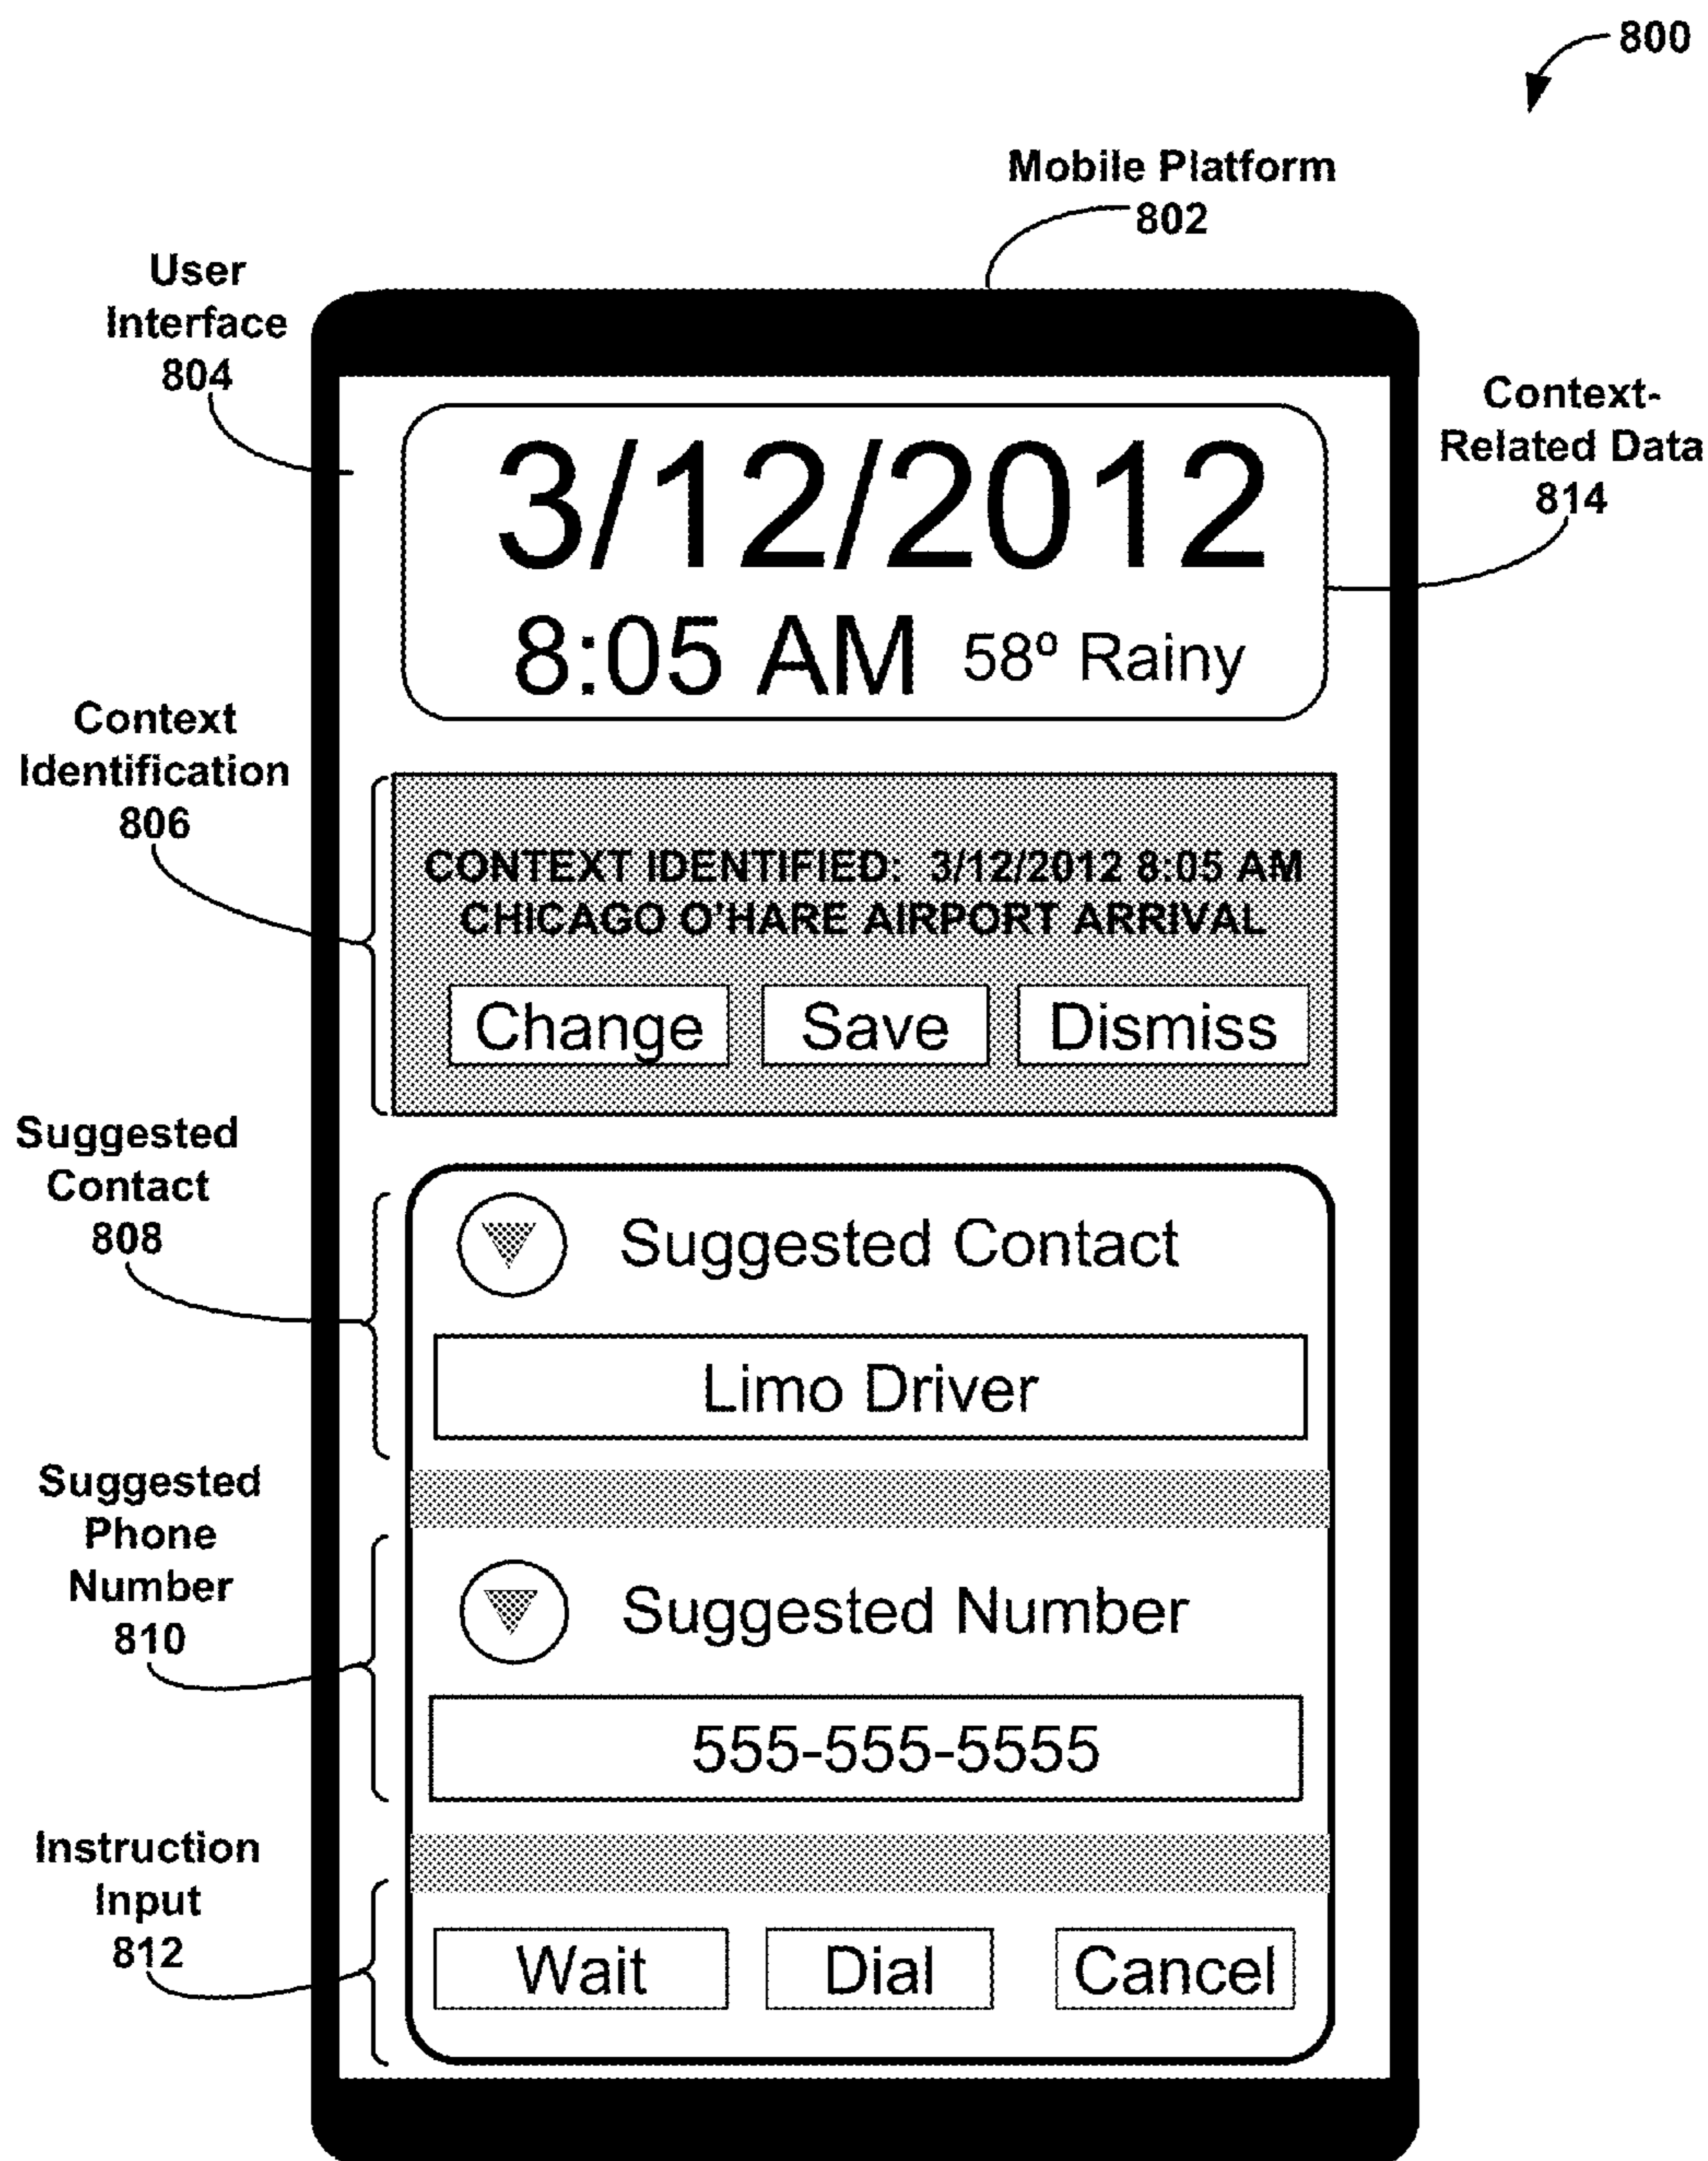 800
Mobile Platform
802
User
Interface
804
Context-
Related Data
814
3/12/2012
8:05 AM 58º Rainy
Context
Identification
806
CONTEXT IDENTIFIED: 3/12/2012 8:05 AM
CHICAGO O'HARE AIRPORT ARRIVAL
Change Save Dismiss
Suggested
Contact
808
Suggested Contact
Limo Driver
Suggested
Phone
Number
810
Suggested Number
555-555-5555
Instruction
Input
812
Wait Dial Cancel